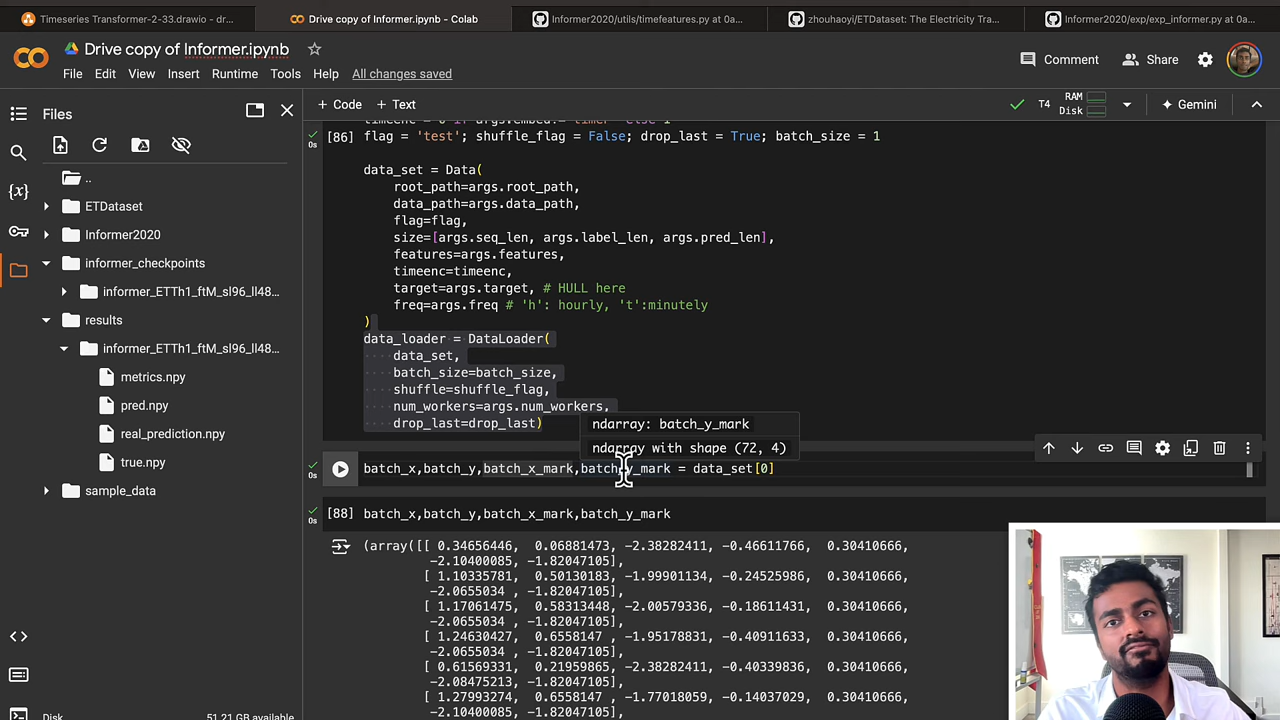 Timeseries Transformer-2-33.drawio - dr...
Drive copy of Informer.ipynb - Colab
Informer2020/utils/timefeatures.py at 0a...
zhouhaoyi/ETDataset: The Electricity Tra...
Informer2020/exp/exp_informer.py at 0a...
Drive copy of Informer.ipynb
Comment
Share
File Edit View Insert Runtime Tools Help All changes saved
Files
+ Code + Text
T4
RAM
Disk
Gemini
..
ETDataset
Informer2020
informer_checkpoints
informer_ETTh1_ftM_sl96_ll48...
results
informer_ETTh1_ftM_sl96_ll48...
metrics.npy
pred.npy
real_prediction.npy
true.npy
sample_data
{x}
Disk 51.21 GB available
timeenc = 0 if args.embed!='timeF' else 1
[86] flag = 'test'; shuffle_flag = False; drop_last = True; batch_size = 1
0s
data_set = Data(
root_path=args.root_path,
data_path=args.data_path,
flag=flag,
size=[args.seq_len, args.label_len, args.pred_len],
features=args.features,
timeenc=timeenc,
target=args.target, # HULL here
freq=args.freq # 'h': hourly, 't':minutely
)
data_loader = DataLoader(
data_set,
batch_size=batch_size,
shuffle=shuffle_flag,
num_workers=args.num_workers,
drop_last=drop_last)
ndarray: batch_y_mark
ndarray with shape (72, 4)
batch_x,batch_y,batch_x_mark,batch_y_mark = data_set[0]
0s
[88] batch_x,batch_y,batch_x_mark,batch_y_mark
0s
(array([[ 0.34656446, 0.06881473, -2.38282411, -0.46611766, 0.30410666,
-2.10400085, -1.82047105],
[ 1.10335781, 0.50130183, -1.99901134, -0.24525986, 0.30410666,
-2.0655034 , -1.82047105],
[ 1.17061475, 0.58313448, -2.00579336, -0.18611431, 0.30410666,
-2.0655034 , -1.82047105],
[ 1.24630427, 0.6558147 , -1.95178831, -0.40911633, 0.30410666,
-2.0655034 , -1.82047105],
[ 0.61569331, 0.21959865, -2.38282411, -0.40339836, 0.30410666,
-2.08475213, -1.82047105],
[ 1.27993274, 0.6558147 , -1.77018059, -0.14037029, 0.30410666,
-2.10400085, -1.82047105],